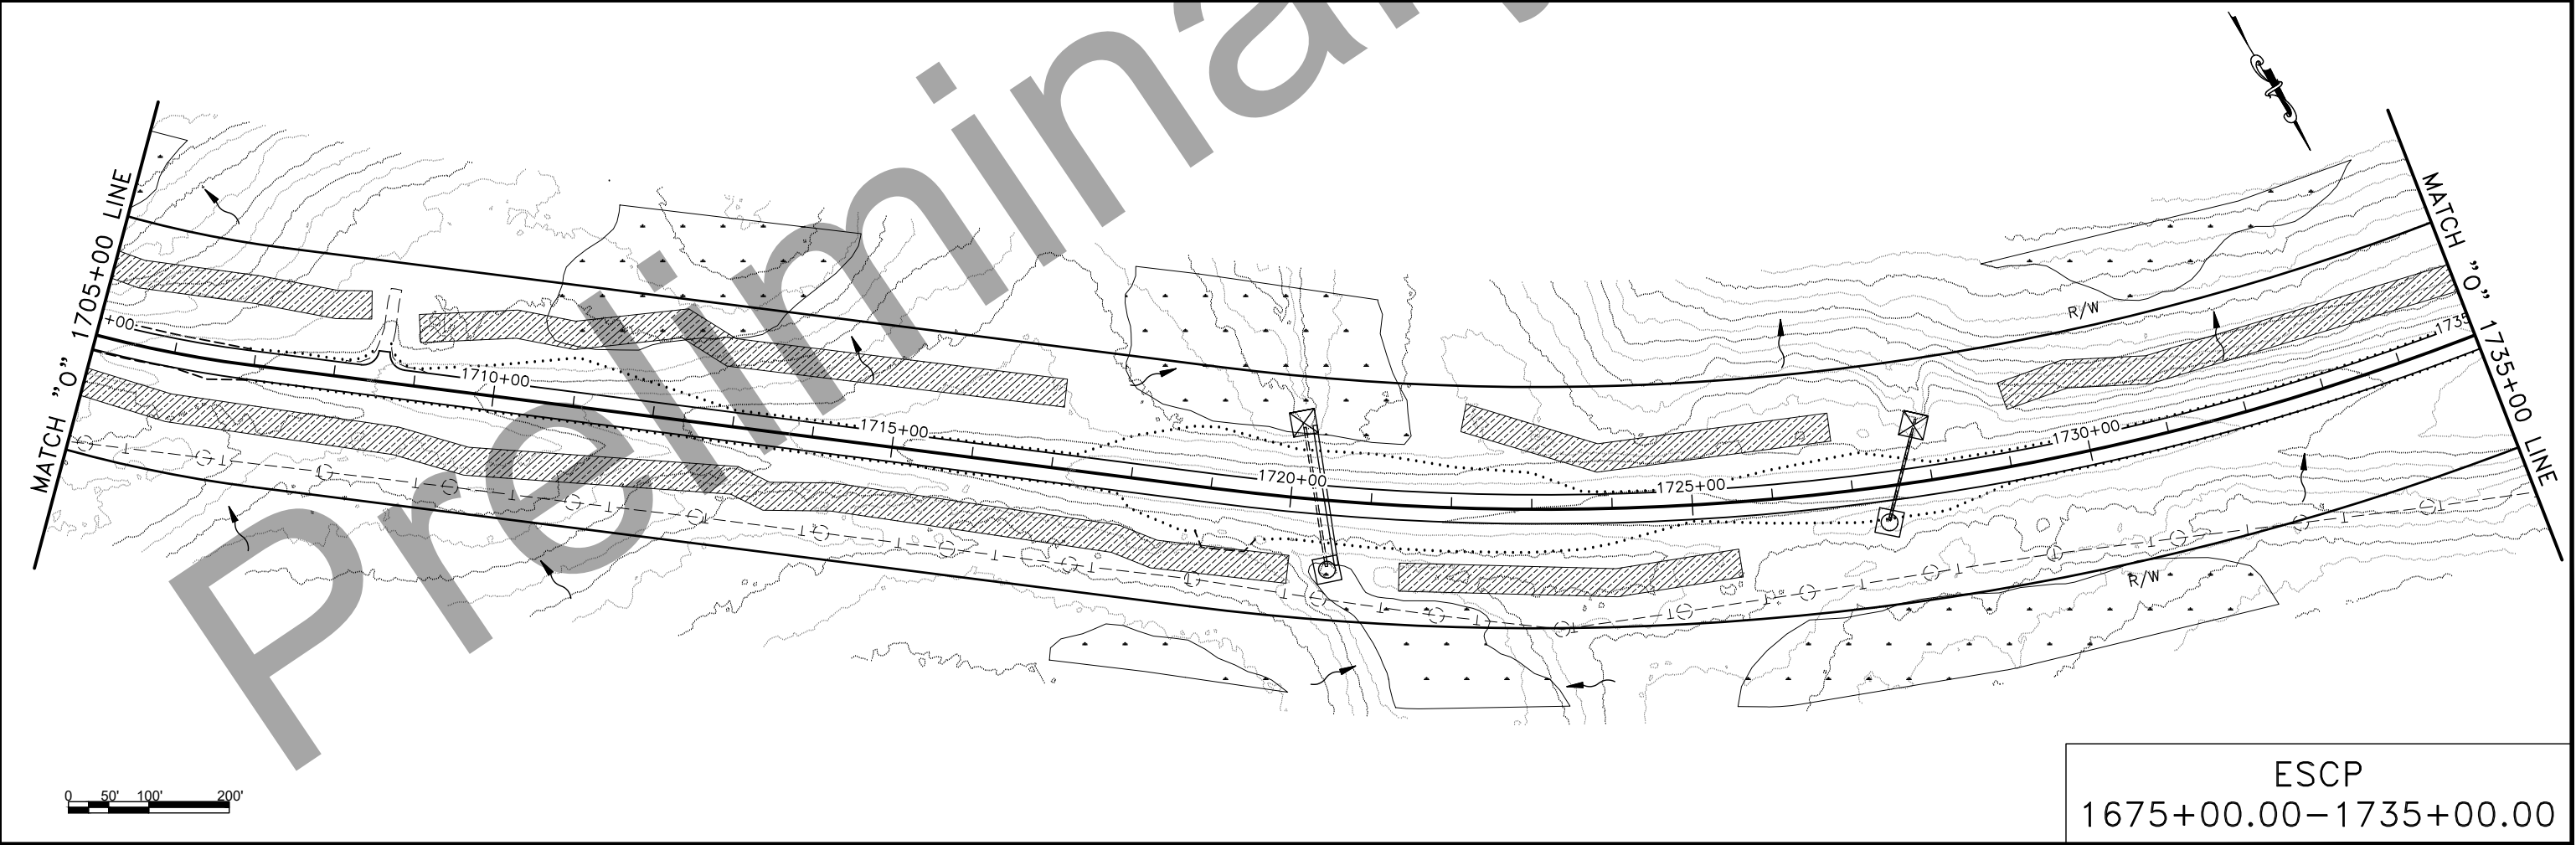 Preliminary
MATCH "O" 1705+00 LINE
+00
1710+00
1715+00
1720+00
1725+00
1730+00
1735
R/W
R/W
MATCH "O" 1735+00 LINE
0 50' 100' 200'
ESCP
1675+00.00-1735+00.00